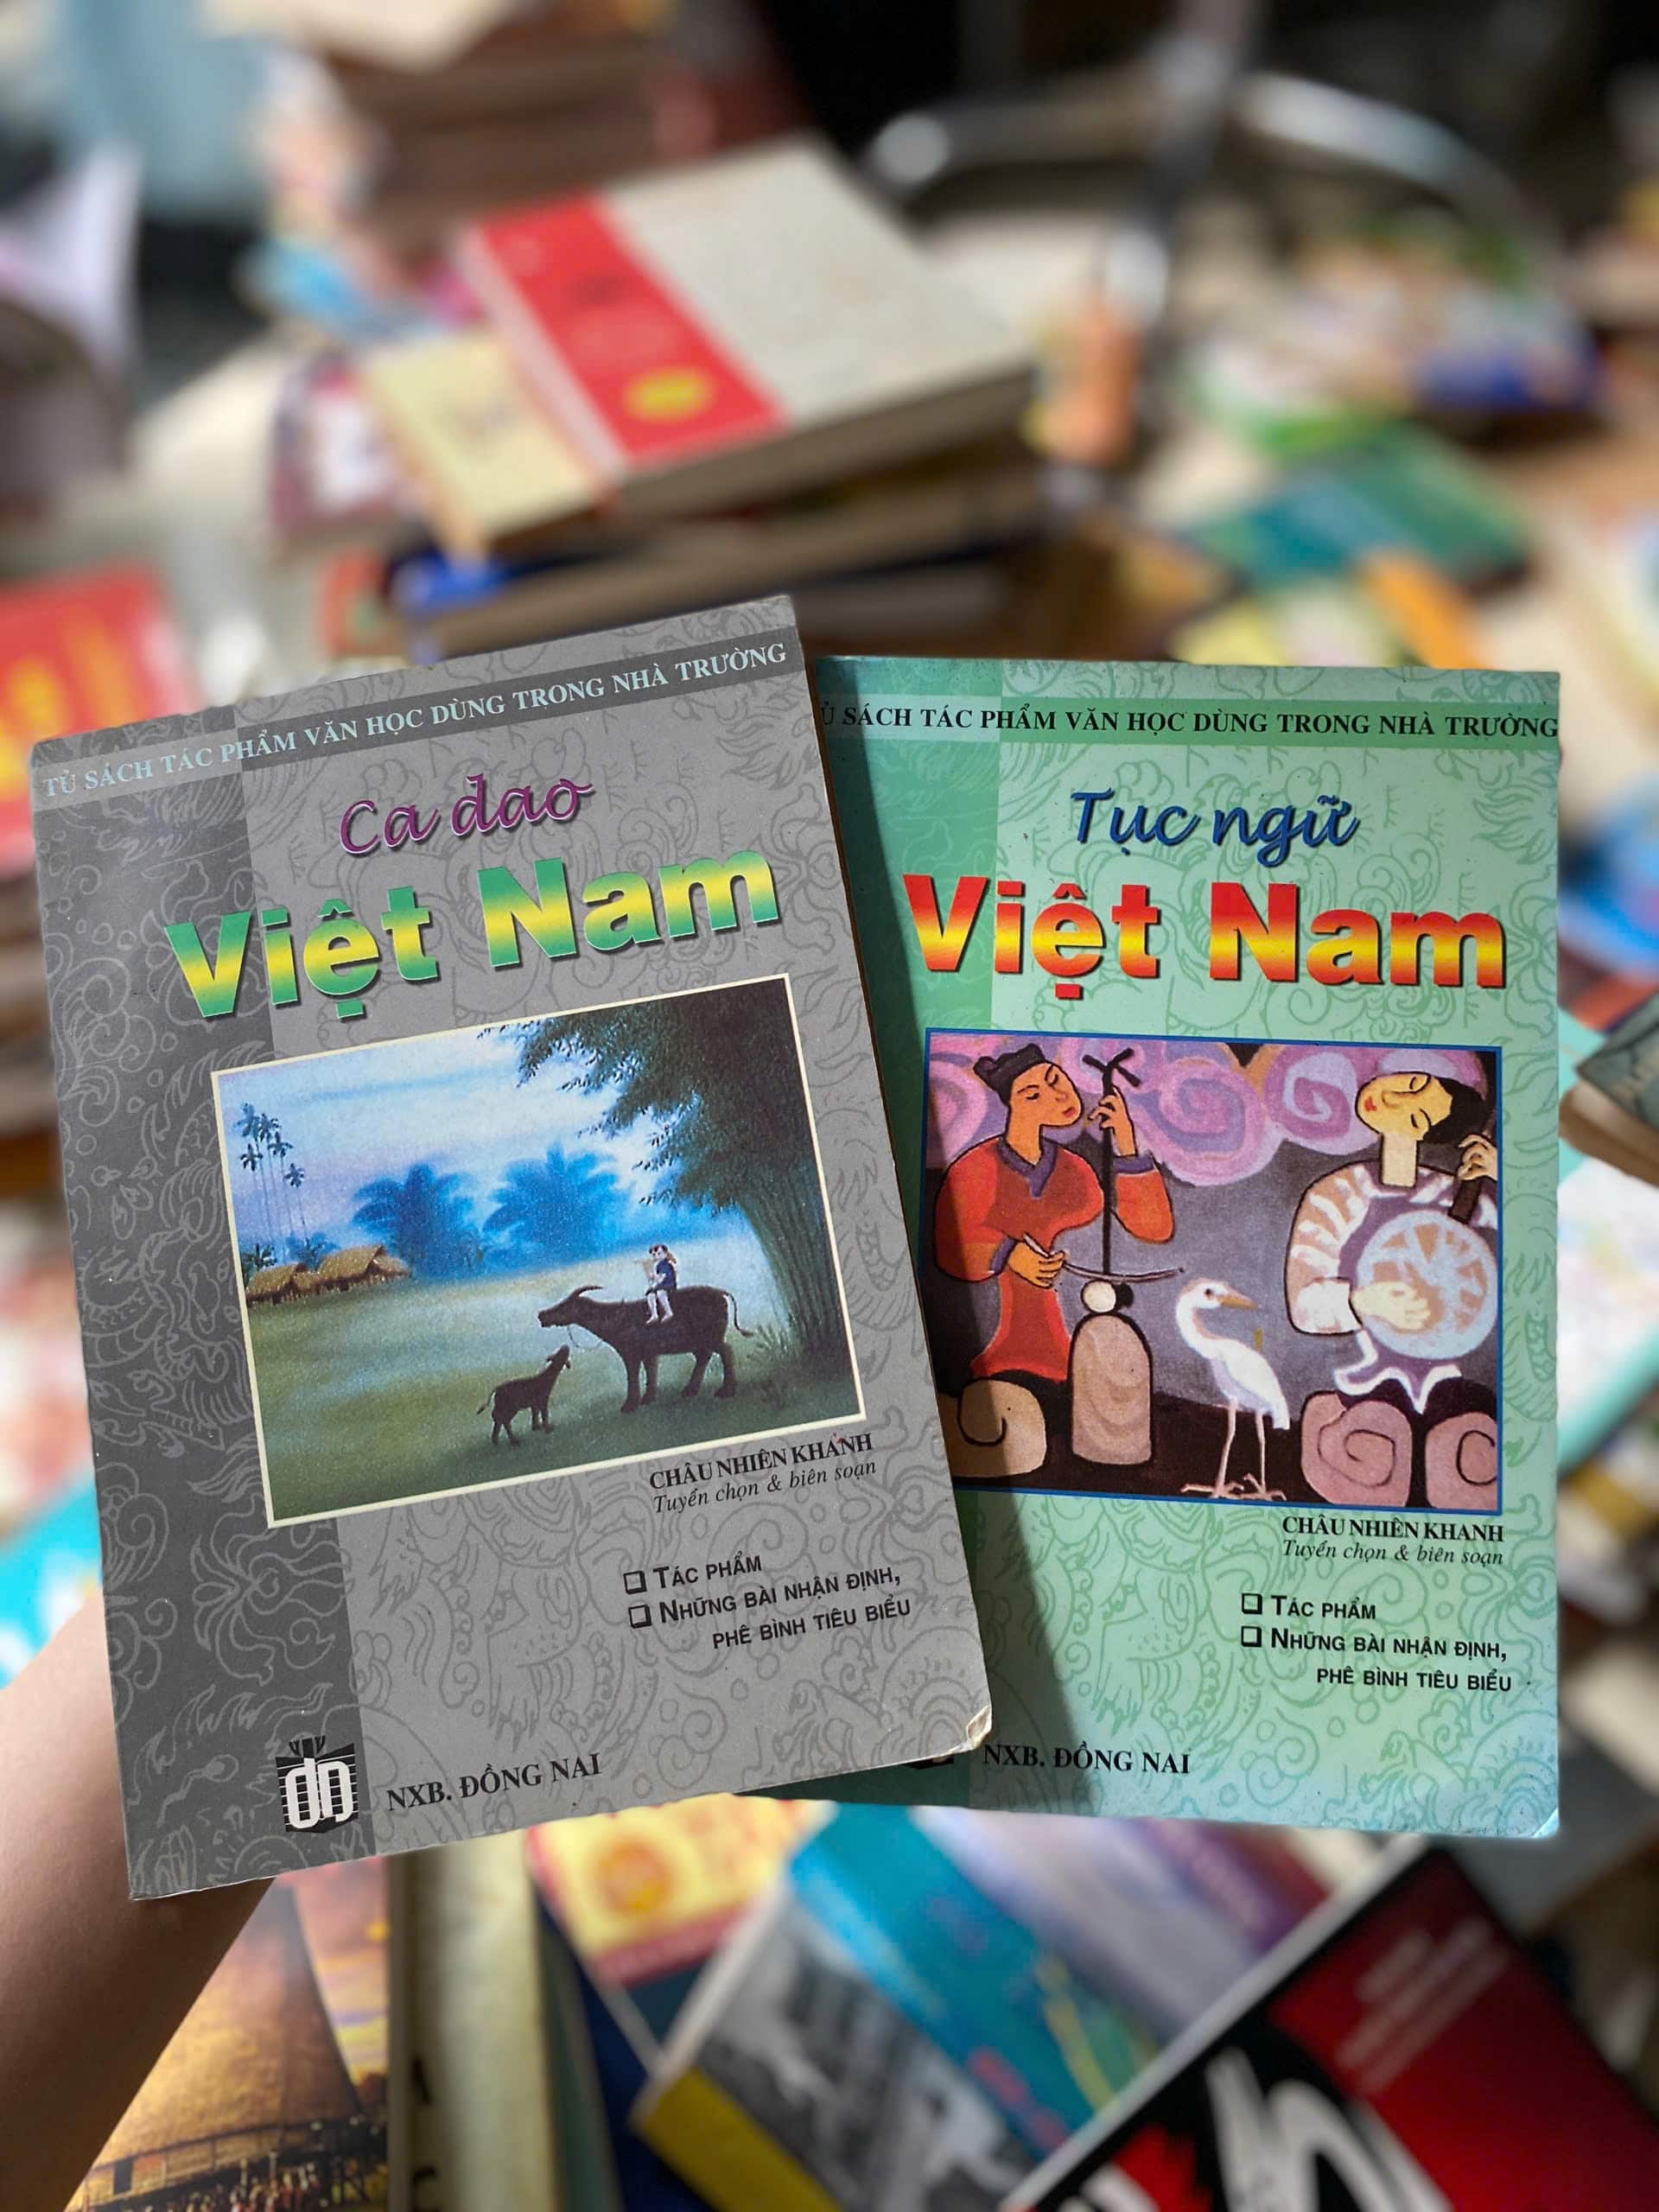 TỦ SÁCH TÁC PHẨM VĂN HỌC DÙNG TRONG NHÀ TRƯỜNG
Ca dao
Việt Nam
CHÂU NHIÊN KHANH
Tuyển chọn & biên soạn
❑ TÁC PHẨM
❑ NHỮNG BÀI NHẬN ĐỊNH,
PHÊ BÌNH TIÊU BIỂU
NXB. ĐỒNG NAI
TỦ SÁCH TÁC PHẨM VĂN HỌC DÙNG TRONG NHÀ TRƯỜNG
Tục ngữ
Việt Nam
CHÂU NHIÊN KHANH
Tuyển chọn & biên soạn
❑ TÁC PHẨM
❑ NHỮNG BÀI NHẬN ĐỊNH,
PHÊ BÌNH TIÊU BIỂU
NXB. ĐỒNG NAI